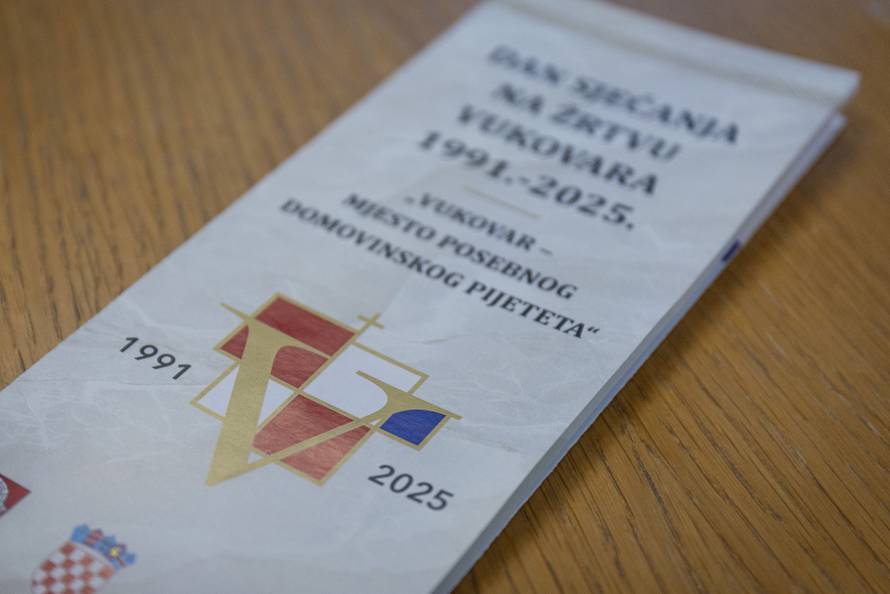 DAN SJEĆANJA
NA ŽRTVU
VUKOVARA
1991.-2025.
„VUKOVAR –
MJESTO POSEBNOG
DOMOVINSKOG PIJETETA“
1991
2025